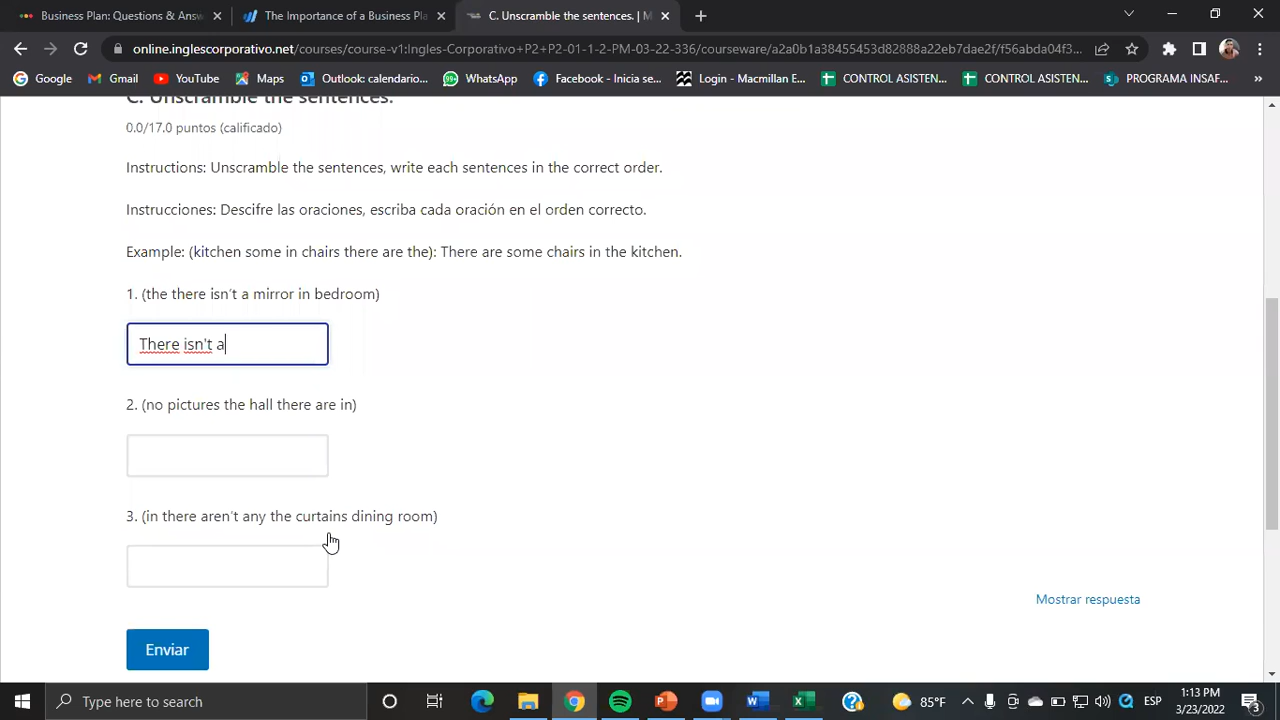 Business Plan: Questions & Answ
The Importance of a Business Pla
C. Unscramble the sentences. | M
online.inglescorporativo.net/courses/course-v1:Ingles-Corporativo+P2+P2-01-1-2-PM-03-22-336/courseware/a2a0b1a38455453d82888a22eb7dae2f/f56abda04f3...
Google
Gmail
YouTube
Maps
Outlook: calendario...
WhatsApp
Facebook - Inicia se...
Login - Macmillan E...
CONTROL ASISTEN...
CONTROL ASISTEN...
PROGRAMA INSAF...
»
C. Unscramble the sentences.
0.0/17.0 puntos (calificado)
Instructions: Unscramble the sentences, write each sentences in the correct order.
Instrucciones: Descifre las oraciones, escriba cada oración en el orden correcto.
Example: (kitchen some in chairs there are the): There are some chairs in the kitchen.
1. (the there isn´t a mirror in bedroom)
There isn't a
2. (no pictures the hall there are in)
3. (in there aren't any the curtains dining room)
Mostrar respuesta
Enviar
Type here to search
85°F
ESP
1:13 PM
3/23/2022
3